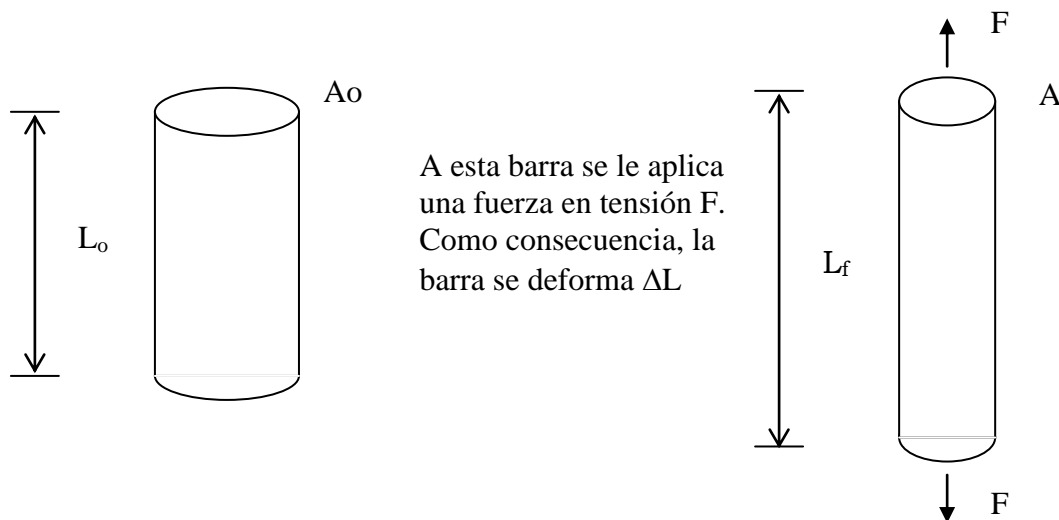 F
Ao
A
A esta barra se le aplica
una fuerza en tensión F.
Como consecuencia, la
barra se deforma ΔL
Lo
Lf
F